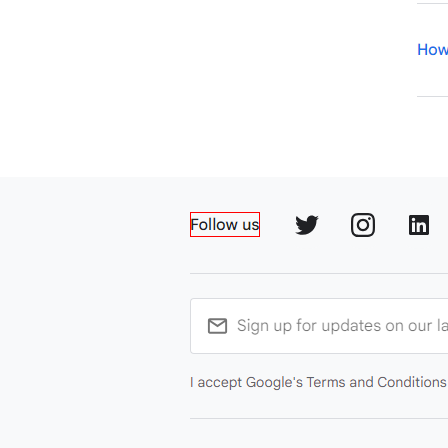 How
Follow us
Sign up for updates on our la
I accept Google's Terms and Conditions